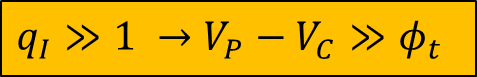 q_I ≫ 1 → V_P − V_C ≫ ϕ_t